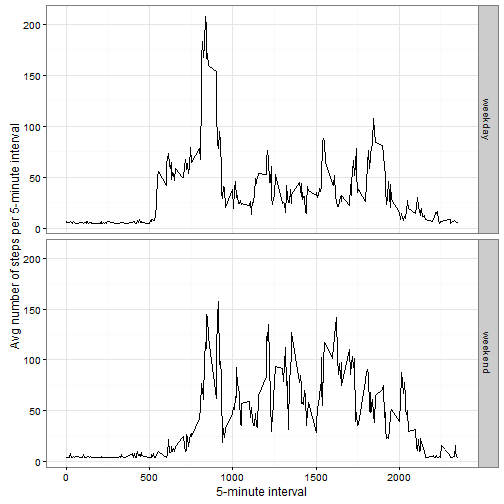 Avg number of steps per 5-minute interval
200
150
100
50
0
weekday
200
150
100
50
0
weekend
0 500 1000 1500 2000
5-minute interval